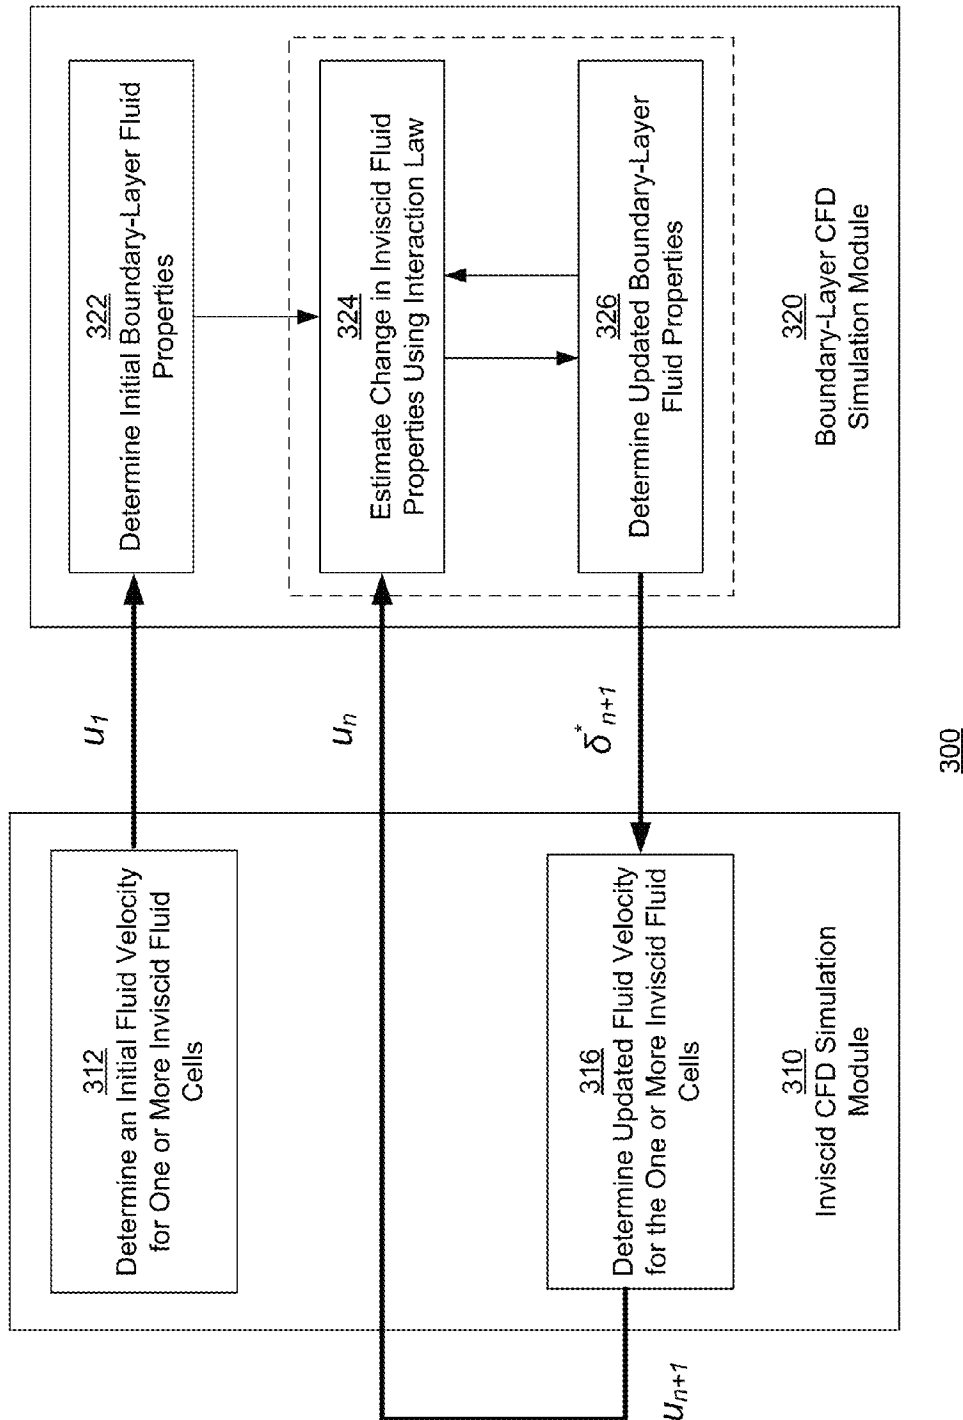 312
Determine an Initial Fluid Velocity
for One or More Inviscid Fluid
Cells
u1
322
Determine Initial Boundary-Layer Fluid
Properties
un
324
Estimate Change in Inviscid Fluid
Properties Using Interaction Law
316
Determine Updated Fluid Velocity
for the One or More Inviscid Fluid
Cells
δ*n+1
326
Determine Updated Boundary-Layer
Fluid Properties
un+1
310
Inviscid CFD Simulation
Module
320
Boundary-Layer CFD
Simulation Module
300